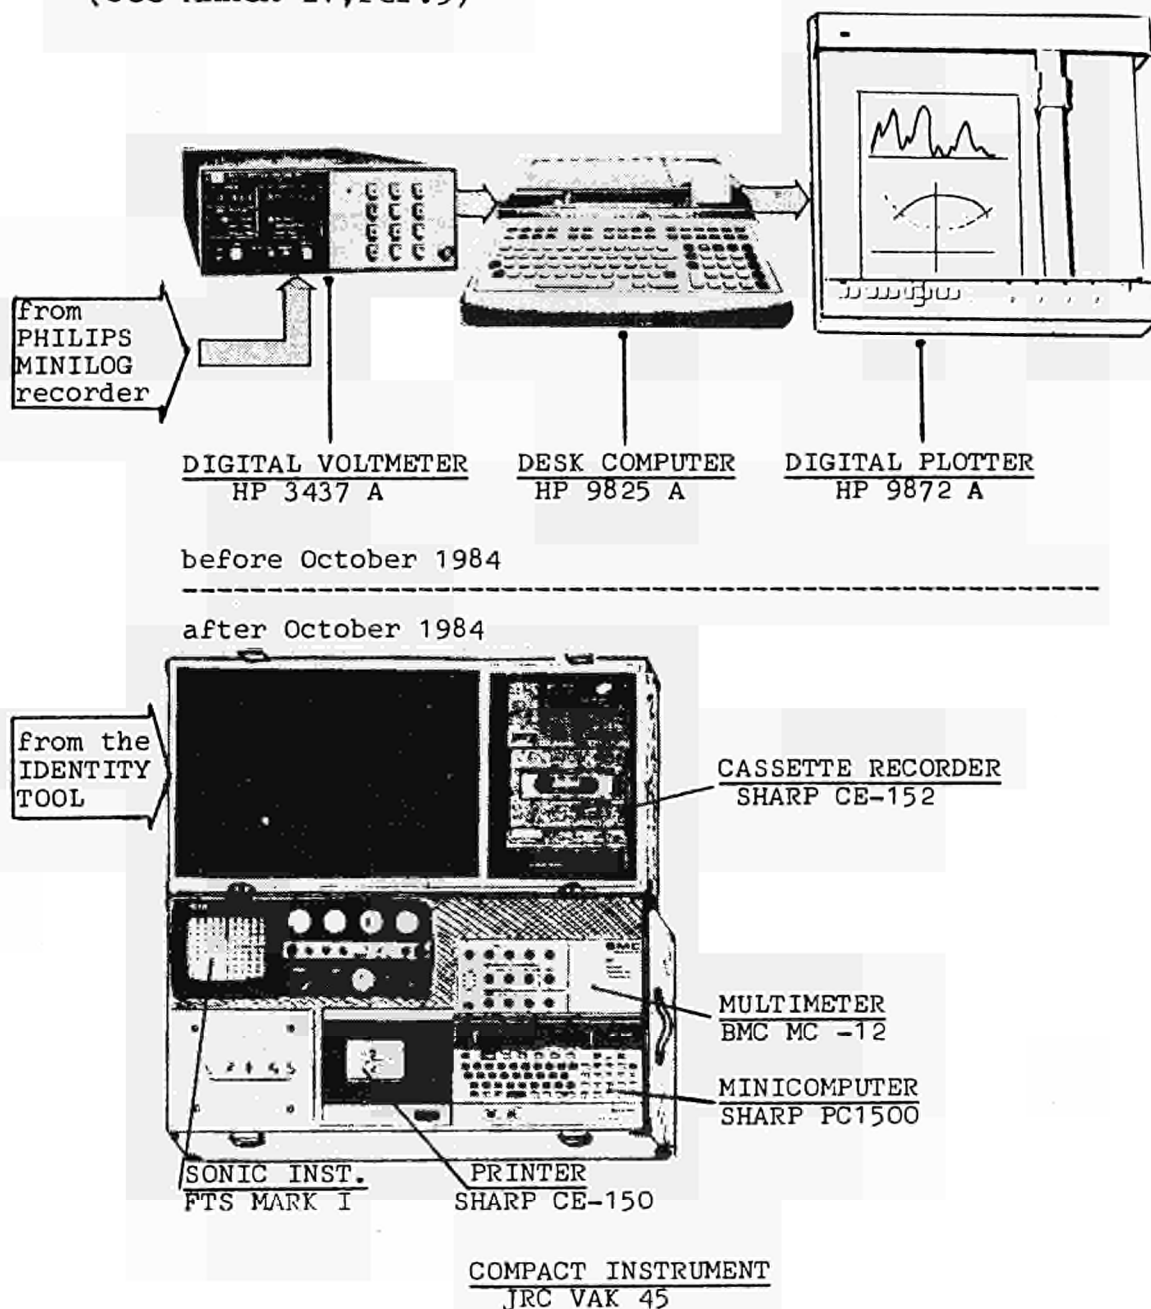 from
PHILIPS
MINILOG
recorder
DIGITAL VOLTMETER
HP 3437 A
DESK COMPUTER
HP 9825 A
DIGITAL PLOTTER
HP 9872 A
before October 1984
after October 1984
from the
IDENTITY
TOOL
CASSETTE RECORDER
SHARP CE-152
BMC
MULTIMETER
BMC MC -12
MINICOMPUTER
SHARP PC1500
SONIC INST.
FTS MARK I
PRINTER
SHARP CE-150
COMPACT INSTRUMENT
JRC VAK 45